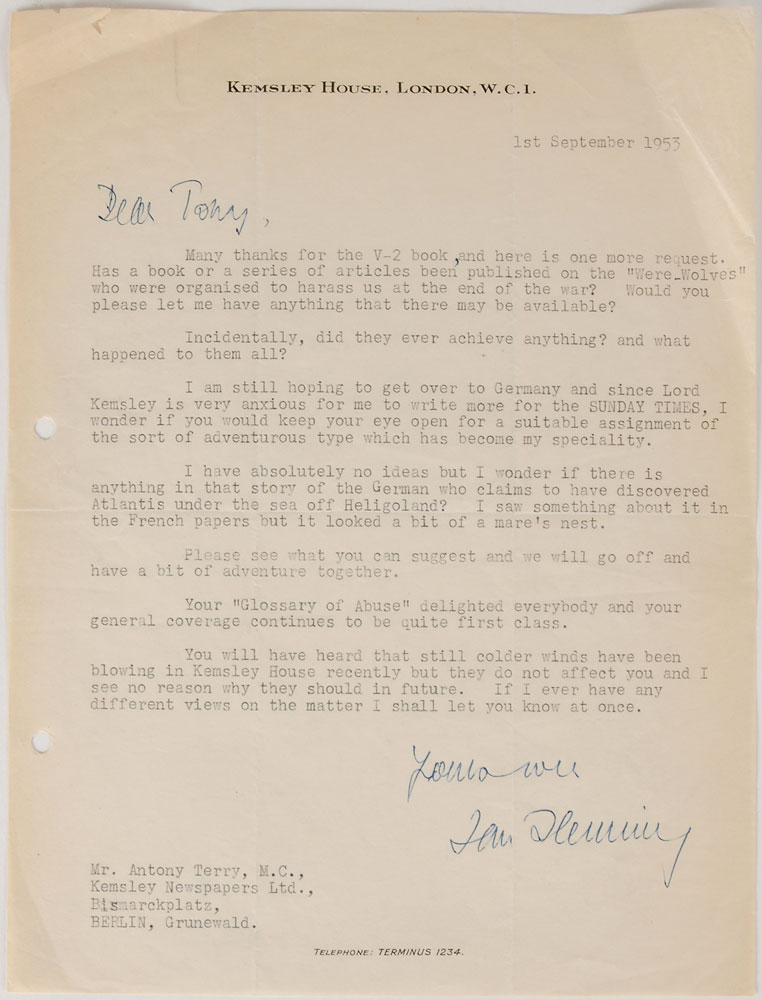 KEMSLEY HOUSE, LONDON, W.C.1.
1st September 1953
Dear Tony,
Many thanks for the V-2 book, and here is one more request.
Has a book or a series of articles been published on the "Were-Wolves"
who were organised to harass us at the end of the war? Would you
please let me have anything that there may be available?
Incidentally, did they ever achieve anything? and what
happened to them all?
I am still hoping to get over to Germany and since Lord
Kemsley is very anxious for me to write more for the SUNDAY TIMES, I
wonder if you would keep your eye open for a suitable assignment of
the sort of adventurous type which has become my speciality.
I have absolutely no ideas but I wonder if there is
anything in that story of the German who claims to have discovered
Atlantis under the sea off Heligoland? I saw something about it in
the French papers but it looked a bit of a mare's nest.
Please see what you can suggest and we will go off and
have a bit of adventure together.
Your "Glossary of Abuse" delighted everybody and your
general coverage continues to be quite first class.
You will have heard that still colder winds have been
blowing in Kemsley House recently but they do not affect you and I
see no reason why they should in future. If I ever have any
different views on the matter I shall let you know at once.
Yours ever
Ian Fleming
Mr. Antony Terry, M.C.,
Kemsley Newspapers Ltd.,
Bismarckplatz,
BERLIN, Grunewald.
TELEPHONE: TERMINUS 1234.